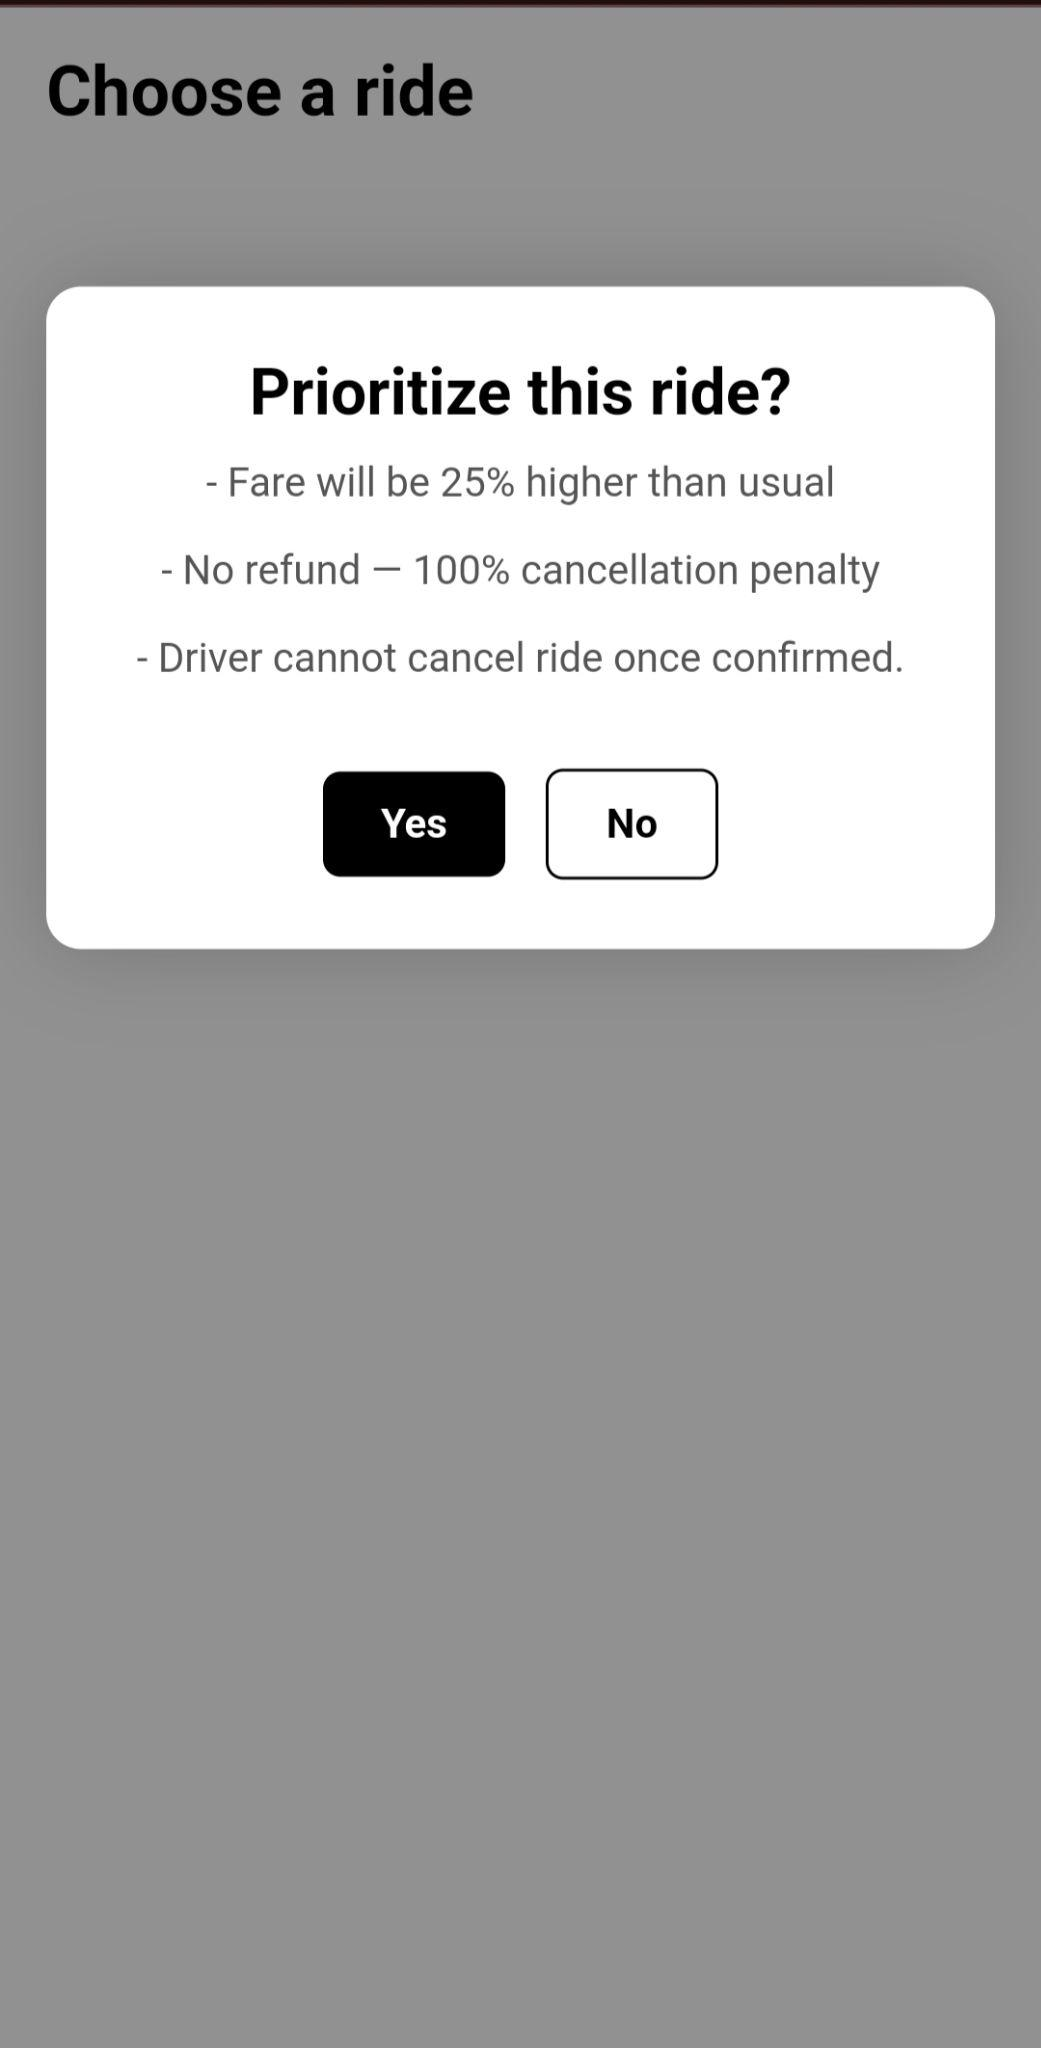 Choose a ride
Prioritize this ride?
- Fare will be 25% higher than usual
- No refund — 100% cancellation penalty
- Driver cannot cancel ride once confirmed.
Yes
No